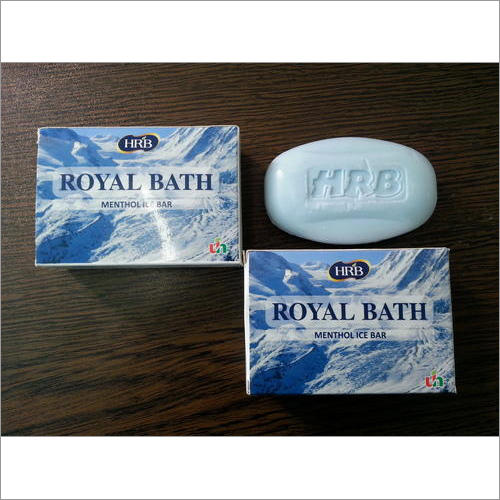 HRB
ROYAL BATH
MENTHOL ICE BAR
HRB
HRB
ROYAL BATH
MENTHOL ICE BAR